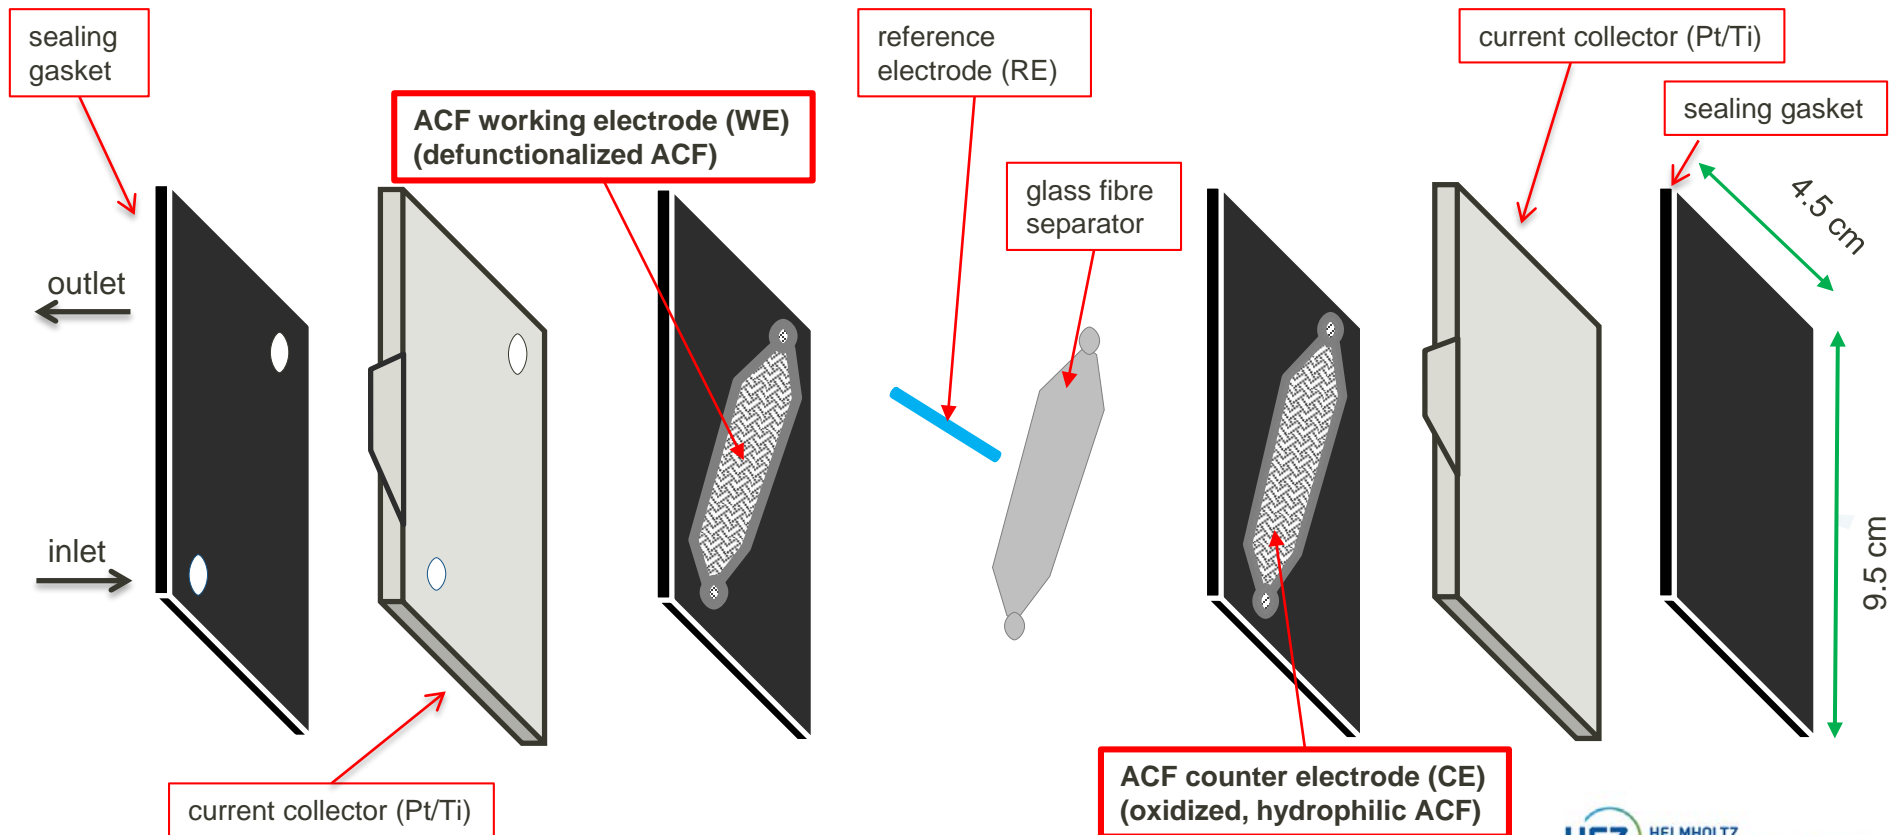 sealing
gasket
reference
electrode (RE)
current collector (Pt/Ti)
sealing gasket
ACF working electrode (WE)
(defunctionalized ACF)
glass fibre
separator
4.5 cm
outlet
inlet
9.5 cm
current collector (Pt/Ti)
ACF counter electrode (CE)
(oxidized, hydrophilic ACF)
UFZ
HELMHOLTZ